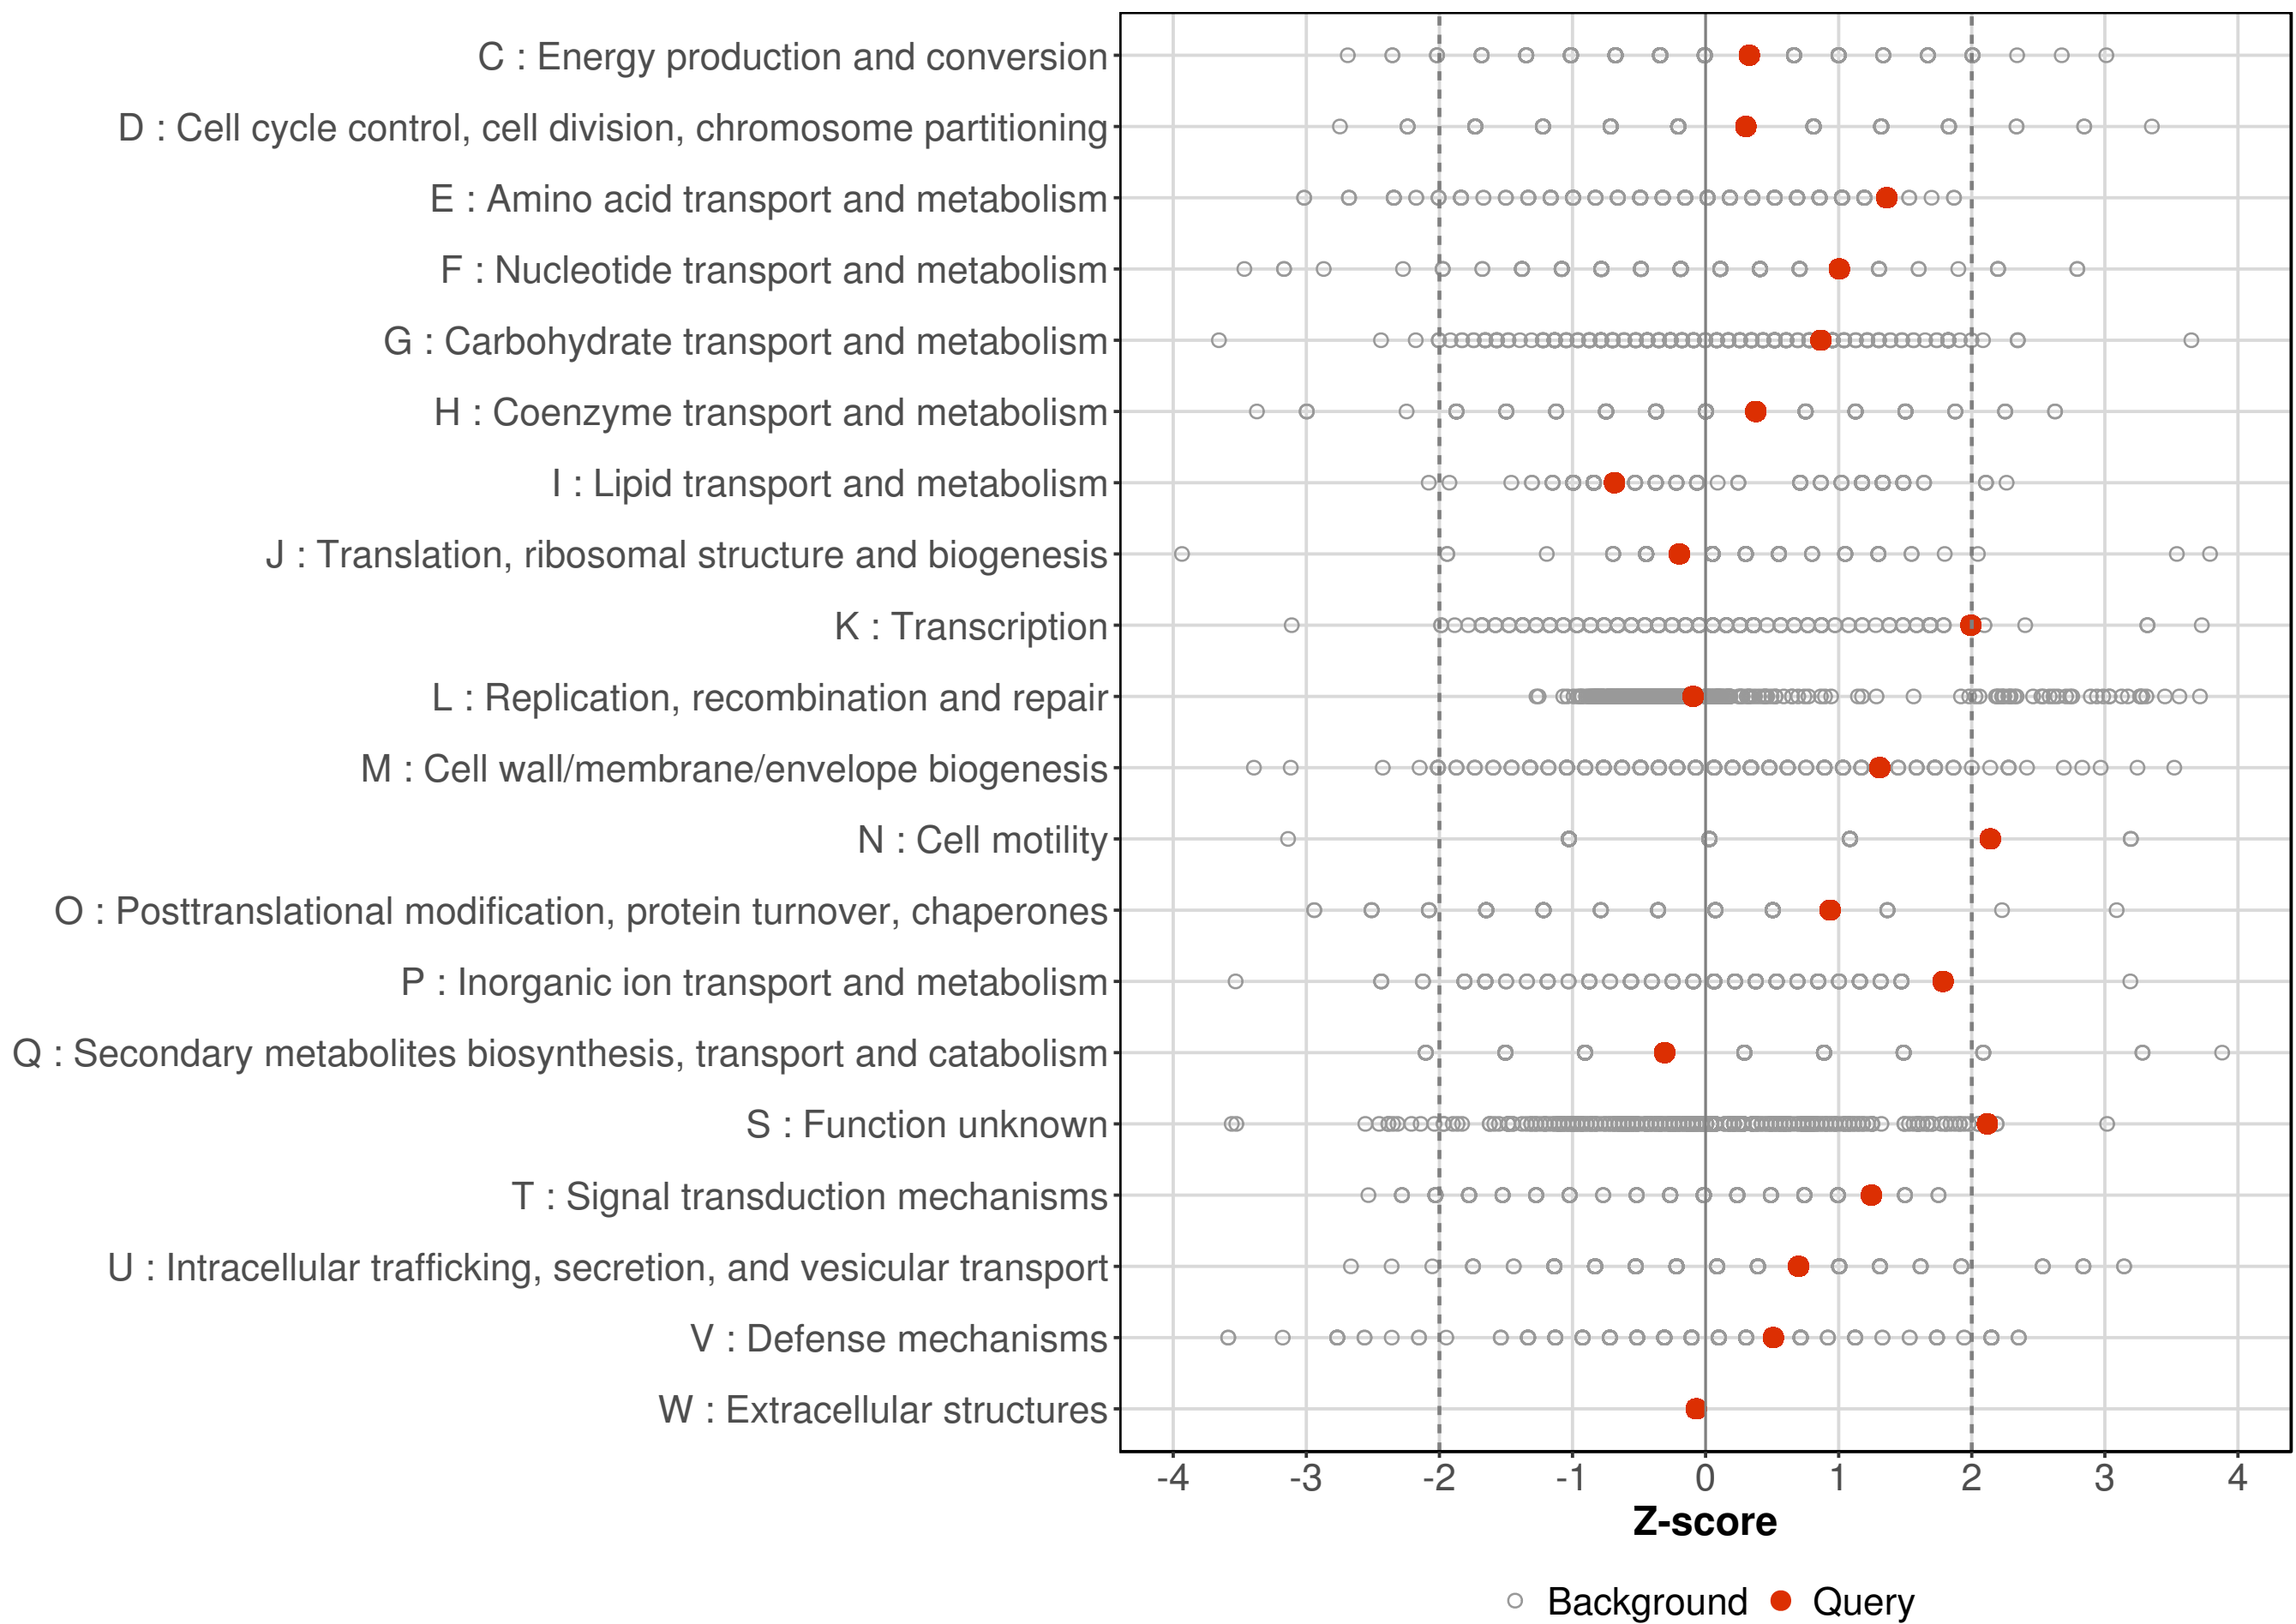 C : Energy production and conversion
D : Cell cycle control, cell division, chromosome partitioning
E : Amino acid transport and metabolism
F : Nucleotide transport and metabolism
G : Carbohydrate transport and metabolism
H : Coenzyme transport and metabolism
I : Lipid transport and metabolism
J : Translation, ribosomal structure and biogenesis
K : Transcription
L : Replication, recombination and repair
M : Cell wall/membrane/envelope biogenesis
N : Cell motility
O : Posttranslational modification, protein turnover, chaperones
P : Inorganic ion transport and metabolism
Q : Secondary metabolites biosynthesis, transport and catabolism
S : Function unknown
T : Signal transduction mechanisms
U : Intracellular trafficking, secretion, and vesicular transport
V : Defense mechanisms
W : Extracellular structures
-4 -3 -2 -1 0 1 2 3 4
Z-score
Background Query